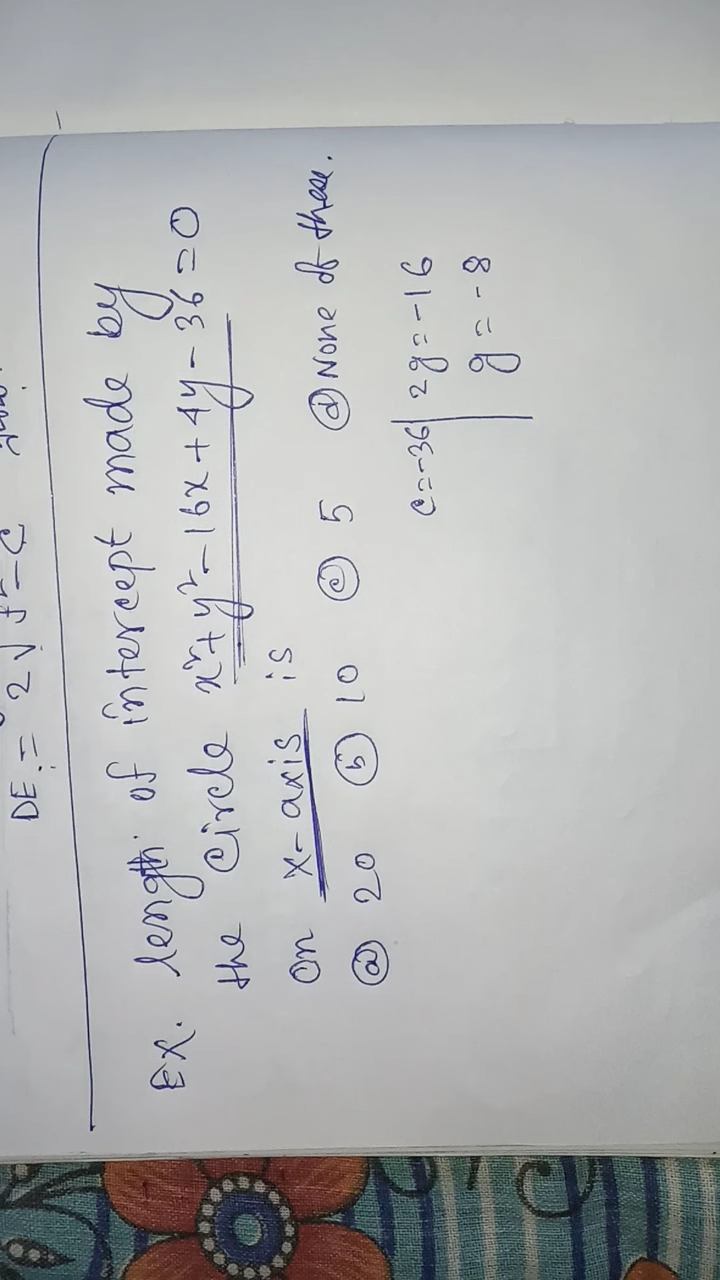 DE = 2√f²-c
Ex. length of intercept made by
the Circle x²+y²-16x+4y-36=0
on x-axis is
(a) 20 (b) 10 (c) 5 (d) None of these.
c=-36 2g=-16
g=-8